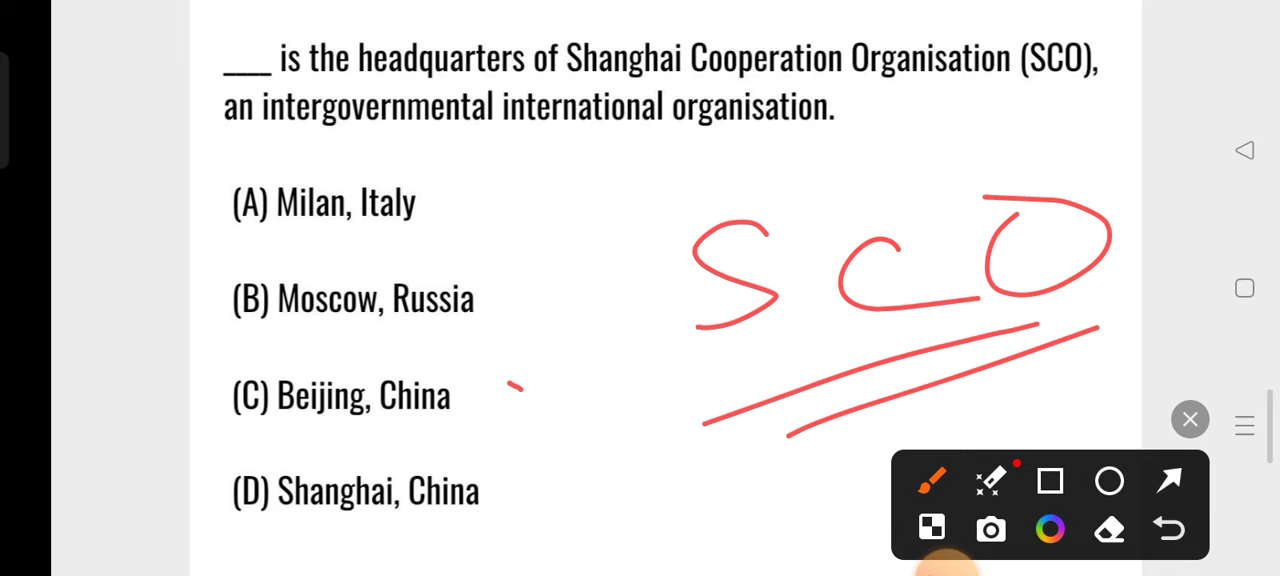 ____ is the headquarters of Shanghai Cooperation Organisation (SCO),
an intergovernmental international organisation.
(A) Milan, Italy
(B) Moscow, Russia
(C) Beijing, China
(D) Shanghai, China
SCO